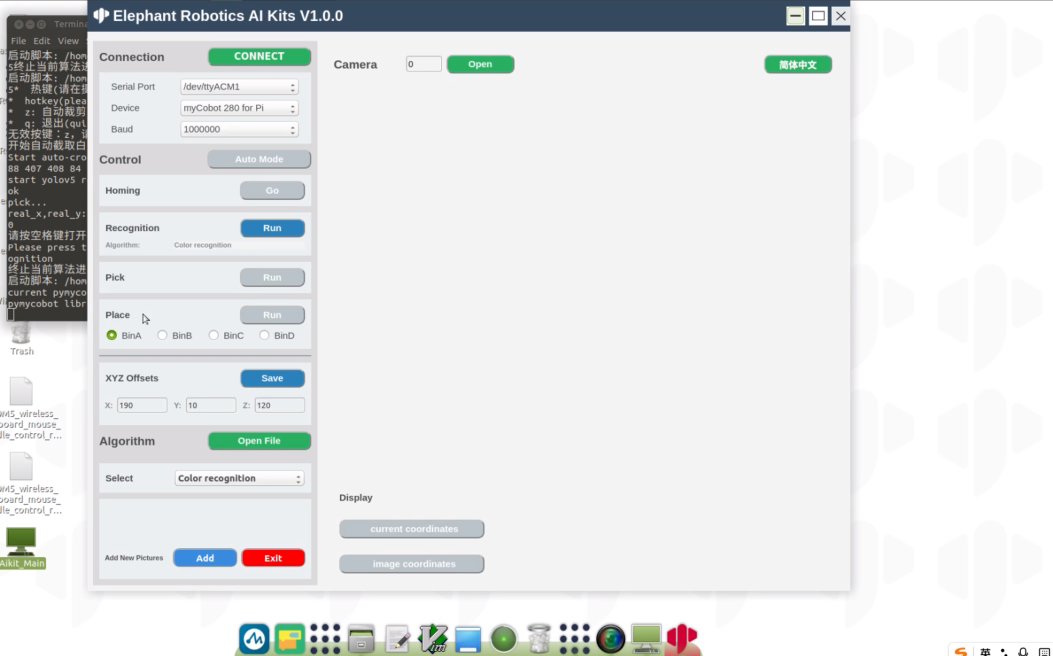 Elephant Robotics AI Kits V1.0.0
Termina
File Edit View
启动脚本: /hom
终止当前算法进
启动脚本: /hom
* 热键(请在
* hotkey(plea
* z: 自动裁剪
* q: 退出(qui
无效按键：z，
开始自动截取白
Start auto-cro
88 407 408 84
start yolov5 r
ok
pick...
real_x,real_y:
0
请按空格键打开
Please press t
ognition
终止当前算法进
启动脚本: /hom
current pymyco
pymycobot libr
Trash
board_mouse_
dle_control_r...
board_mouse_
dle_control_r...
Aikit_Main
Connection
CONNECT
Serial Port
/dev/ttyACM1
Device
myCobot 280 for Pi
Baud
1000000
Control
Auto Mode
Homing
Go
Recognition
Run
Algorithm:
Color recognition
Pick
Run
Place
Run
BinA BinB BinC BinD
XYZ Offsets
Save
X: 190 Y: 10 Z: 120
Algorithm
Open File
Select
Color recognition
Add New Pictures
Add
Exit
Camera
0
Open
简体中文
Display
current coordinates
image coordinates
英